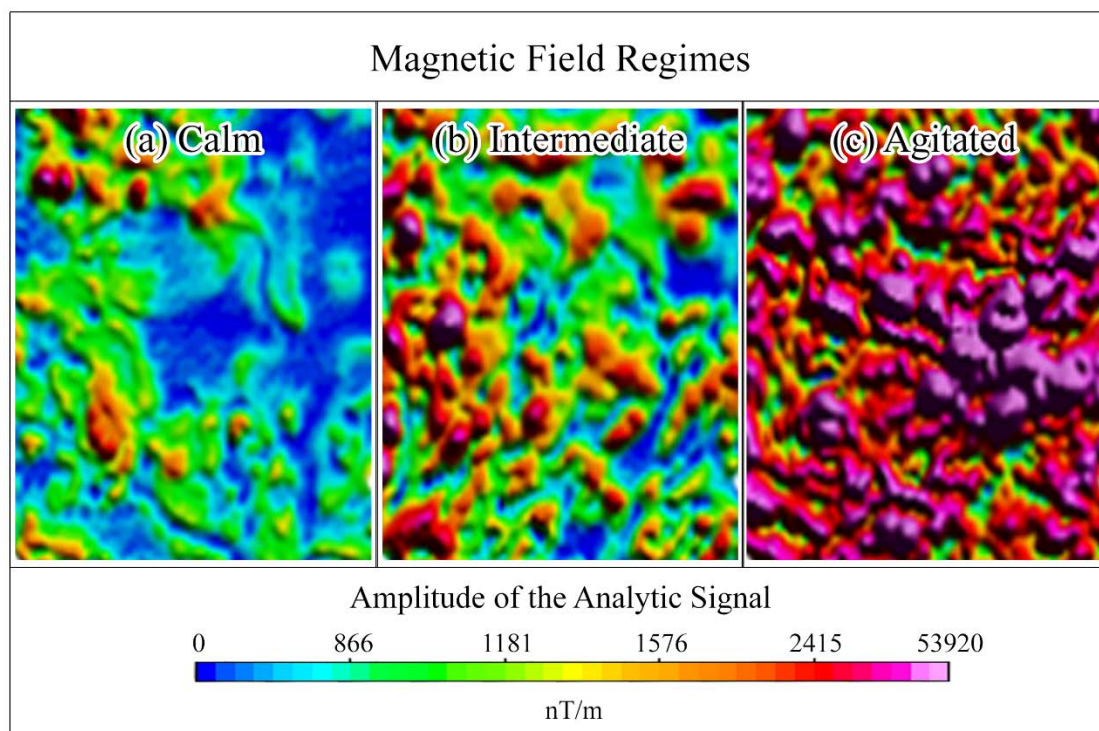 Magnetic Field Regimes
(a) Calm
(b) Intermediate
(c) Agitated
Amplitude of the Analytic Signal
0 866 1181 1576 2415 53920
nT/m